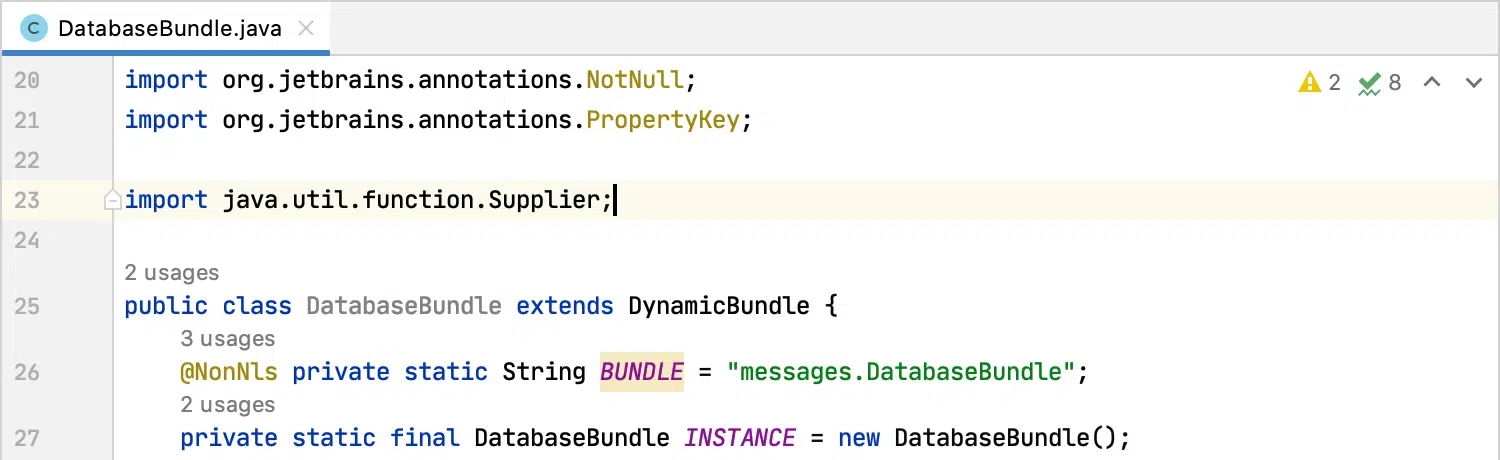 C DatabaseBundle.java
20 import org.jetbrains.annotations.NotNull; 2 8
21 import org.jetbrains.annotations.PropertyKey;
22
23 import java.util.function.Supplier;
24
2 usages
25 public class DatabaseBundle extends DynamicBundle {
3 usages
26 @NonNls private static String BUNDLE = "messages.DatabaseBundle";
2 usages
27 private static final DatabaseBundle INSTANCE = new DatabaseBundle();